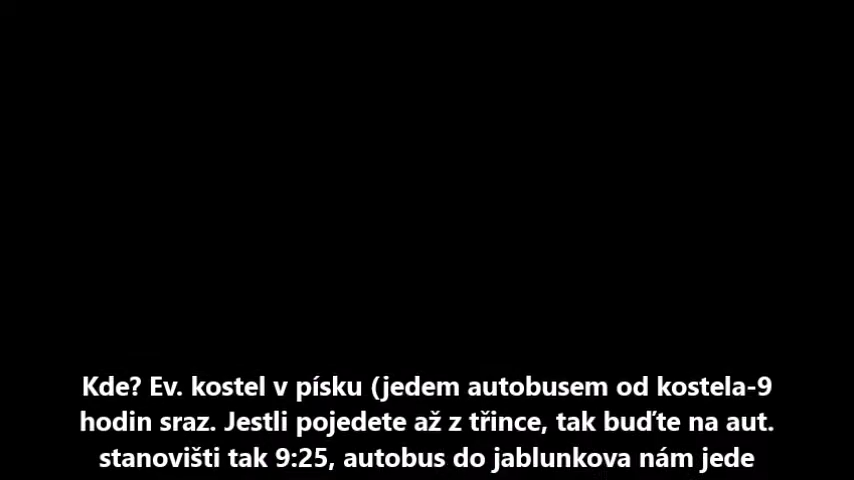 Kde? Ev. kostel v písku (jedem autobusem od kostela-9
hodin sraz. Jestli pojedete až z třince, tak buďte na aut.
stanovišti tak 9:25, autobus do jablunkova nám jede